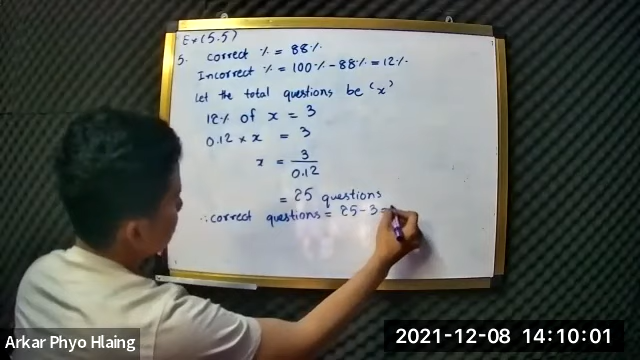 Ex (5.5)
5. Correct % = 88%
Incorrect % = 100% - 88% = 12%
Let the total questions be 'x'
12% of x = 3
0.12 × x = 3
x = 3/0.12
= 25 questions
∴ correct questions = 25 - 3 =
Arkar Phyo Hlaing
2021-12-08 14:10:01